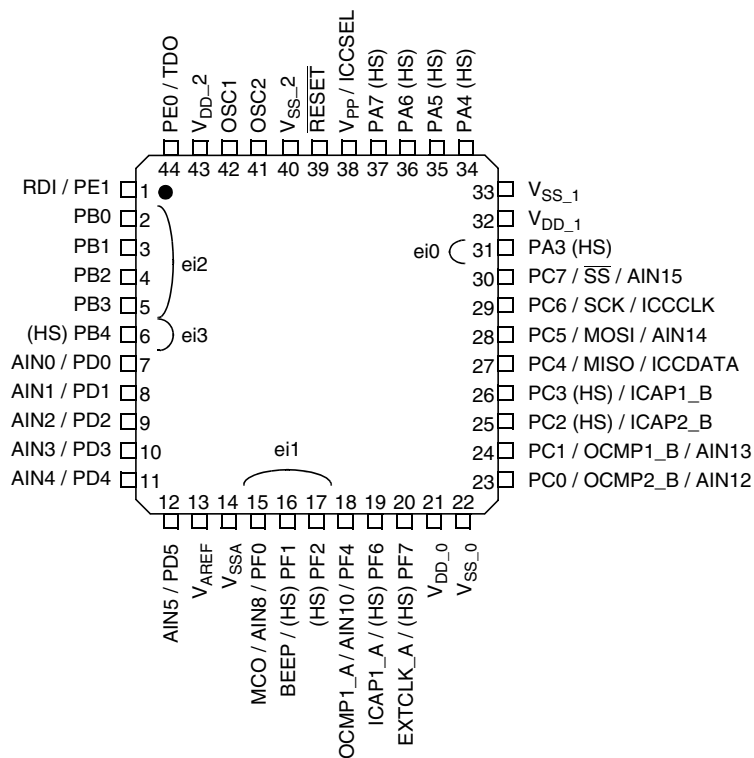 PE0 / TDO
VDD_2
OSC1
OSC2
VSS_2
RESET
VPP / ICCSEL
PA7 (HS)
PA6 (HS)
PA5 (HS)
PA4 (HS)
44 43 42 41 40 39 38 37 36 35 34
RDI / PE1 1
PB0 2
PB1 3
PB2 4
PB3 5
(HS) PB4 6
AIN0 / PD0 7
AIN1 / PD1 8
AIN2 / PD2 9
AIN3 / PD3 10
AIN4 / PD4 11
ei2
ei3
ei0
ei1
33 VSS_1
32 VDD_1
31 PA3 (HS)
30 PC7 / SS / AIN15
29 PC6 / SCK / ICCCLK
28 PC5 / MOSI / AIN14
27 PC4 / MISO / ICCDATA
26 PC3 (HS) / ICAP1_B
25 PC2 (HS) / ICAP2_B
24 PC1 / OCMP1_B / AIN13
23 PC0 / OCMP2_B / AIN12
12 13 14 15 16 17 18 19 20 21 22
AIN5 / PD5
VAREF
VSSA
MCO / AIN8 / PF0
BEEP / (HS) PF1
(HS) PF2
OCMP1_A / AIN10 / PF4
ICAP1_A / (HS) PF6
EXTCLK_A / (HS) PF7
VDD_0
VSS_0